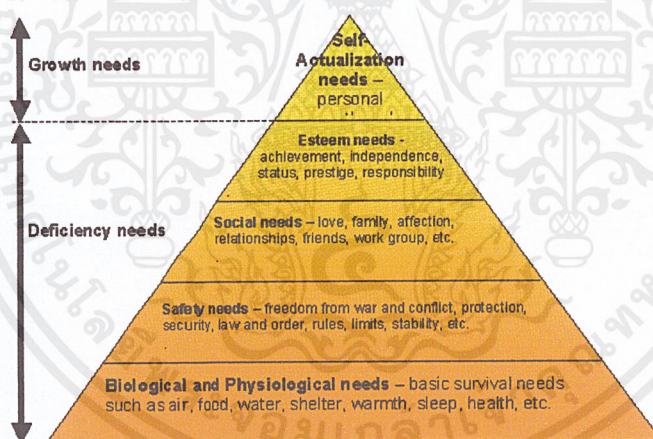 Growth needs
Self-
Actualization
needs –
personal
Esteem needs -
achievement, independence,
status, prestige, responsibility
Deficiency needs
Social needs – love, family, affection,
relationships, friends, work group, etc.
Safety needs – freedom from war and conflict, protection,
security, law and order, rules, limits, stability, etc.
Biological and Physiological needs – basic survival needs
such as air, food, water, shelter, warmth, sleep, health, etc.